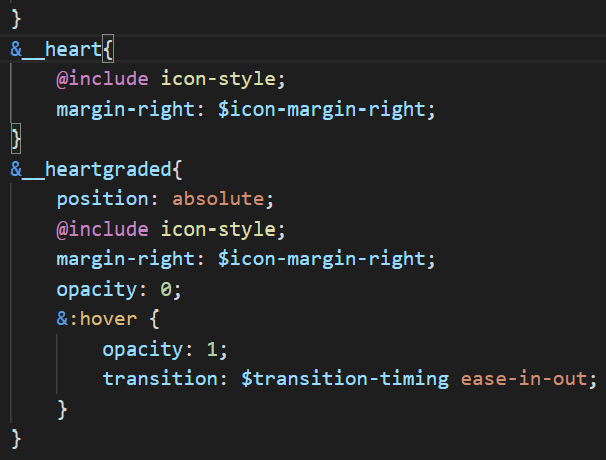 }
&__heart{
    @include icon-style;
    margin-right: $icon-margin-right;
}
&__heartgraded{
    position: absolute;
    @include icon-style;
    margin-right: $icon-margin-right;
    opacity: 0;
    &:hover {
        opacity: 1;
        transition: $transition-timing ease-in-out;
    }
}